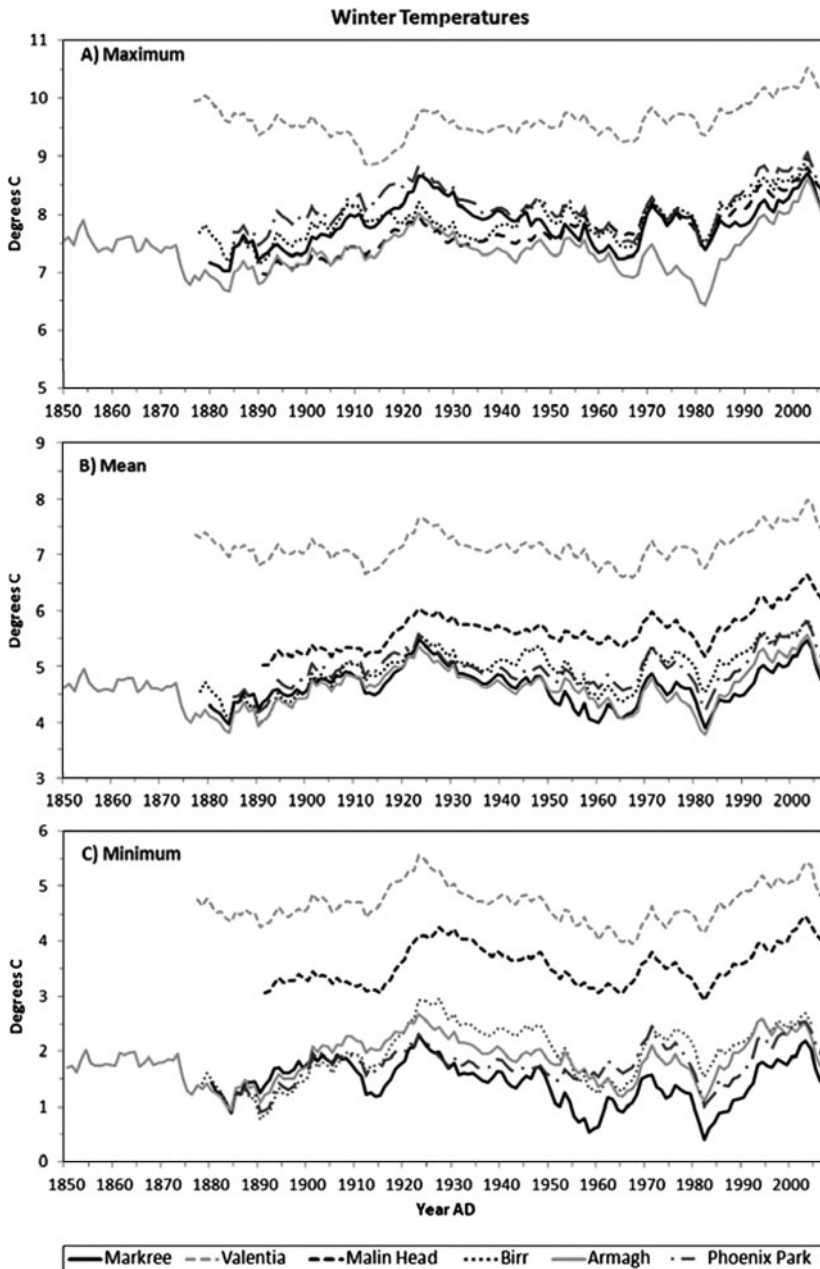 Winter Temperatures
A) Maximum
Degrees C
11
10
9
8
7
6
5
1850 1860 1870 1880 1890 1900 1910 1920 1930 1940 1950 1960 1970 1980 1990 2000
B) Mean
Degrees C
9
8
7
6
5
4
3
1850 1860 1870 1880 1890 1900 1910 1920 1930 1940 1950 1960 1970 1980 1990 2000
C) Minimum
Degrees C
6
5
4
3
2
1
0
1850 1860 1870 1880 1890 1900 1910 1920 1930 1940 1950 1960 1970 1980 1990 2000
Year AD
Markree Valentia Malin Head Birr Armagh Phoenix Park